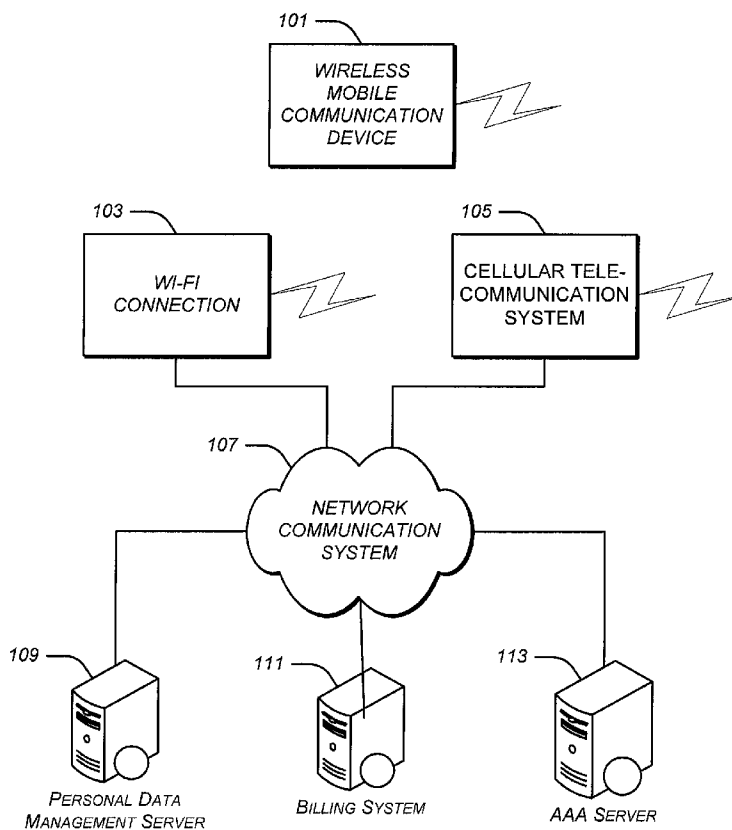 101
WIRELESS
MOBILE
COMMUNICATION
DEVICE
103
WI-FI
CONNECTION
105
CELLULAR TELE-
COMMUNICATION
SYSTEM
107
NETWORK
COMMUNICATION
SYSTEM
109
PERSONAL DATA
MANAGEMENT SERVER
111
BILLING SYSTEM
113
AAA SERVER